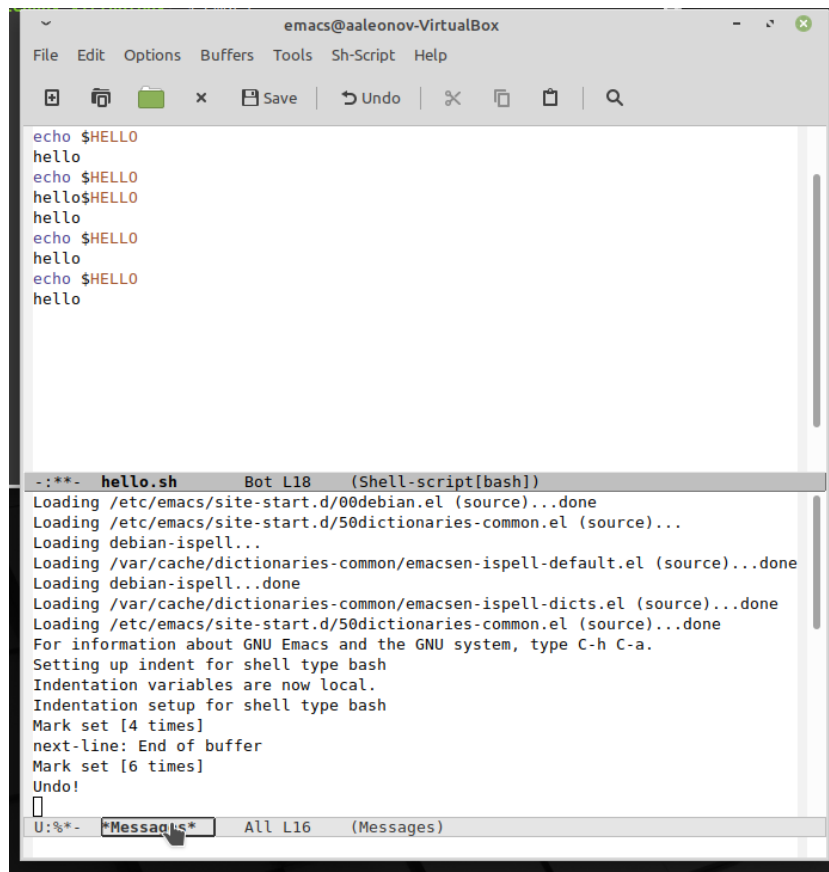 emacs@aaleonov-VirtualBox
File Edit Options Buffers Tools Sh-Script Help
Save Undo
echo $HELLO
hello
echo $HELLO
hello$HELLO
hello
echo $HELLO
hello
echo $HELLO
hello
-:**- hello.sh Bot L18 (Shell-script[bash])
Loading /etc/emacs/site-start.d/00debian.el (source)...done
Loading /etc/emacs/site-start.d/50dictionaries-common.el (source)...
Loading debian-ispell...
Loading /var/cache/dictionaries-common/emacsen-ispell-default.el (source)...done
Loading debian-ispell...done
Loading /var/cache/dictionaries-common/emacsen-ispell-dicts.el (source)...done
Loading /etc/emacs/site-start.d/50dictionaries-common.el (source)...done
For information about GNU Emacs and the GNU system, type C-h C-a.
Setting up indent for shell type bash
Indentation variables are now local.
Indentation setup for shell type bash
Mark set [4 times]
next-line: End of buffer
Mark set [6 times]
Undo!
U:%*- *Messages* All L16 (Messages)